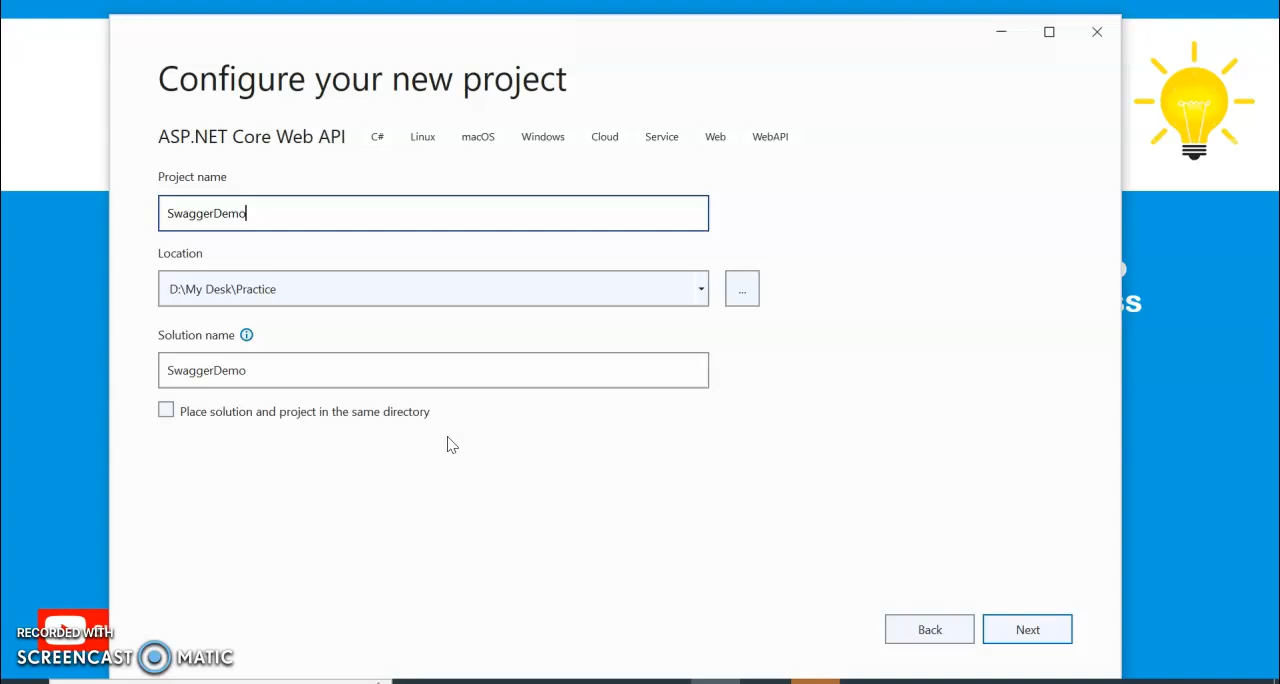 Configure your new project
ASP.NET Core Web API C# Linux macOS Windows Cloud Service Web WebAPI
Project name
SwaggerDemo
Location
D:\My Desk\Practice
...
Solution name
SwaggerDemo
Place solution and project in the same directory
Back Next
RECORDED WITH
SCREENCAST MATIC